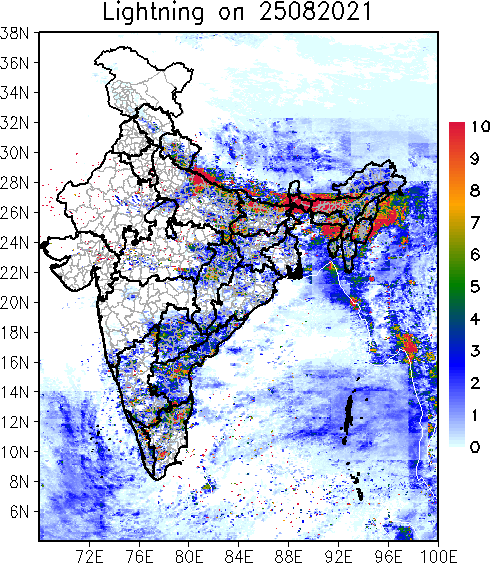 Lightning on 25082021
38N
36N
34N
32N
30N
28N
26N
24N
22N
20N
18N
16N
14N
12N
10N
8N
6N
10
9
8
7
6
5
4
3
2
1
0
72E 76E 80E 84E 88E 92E 96E 100E